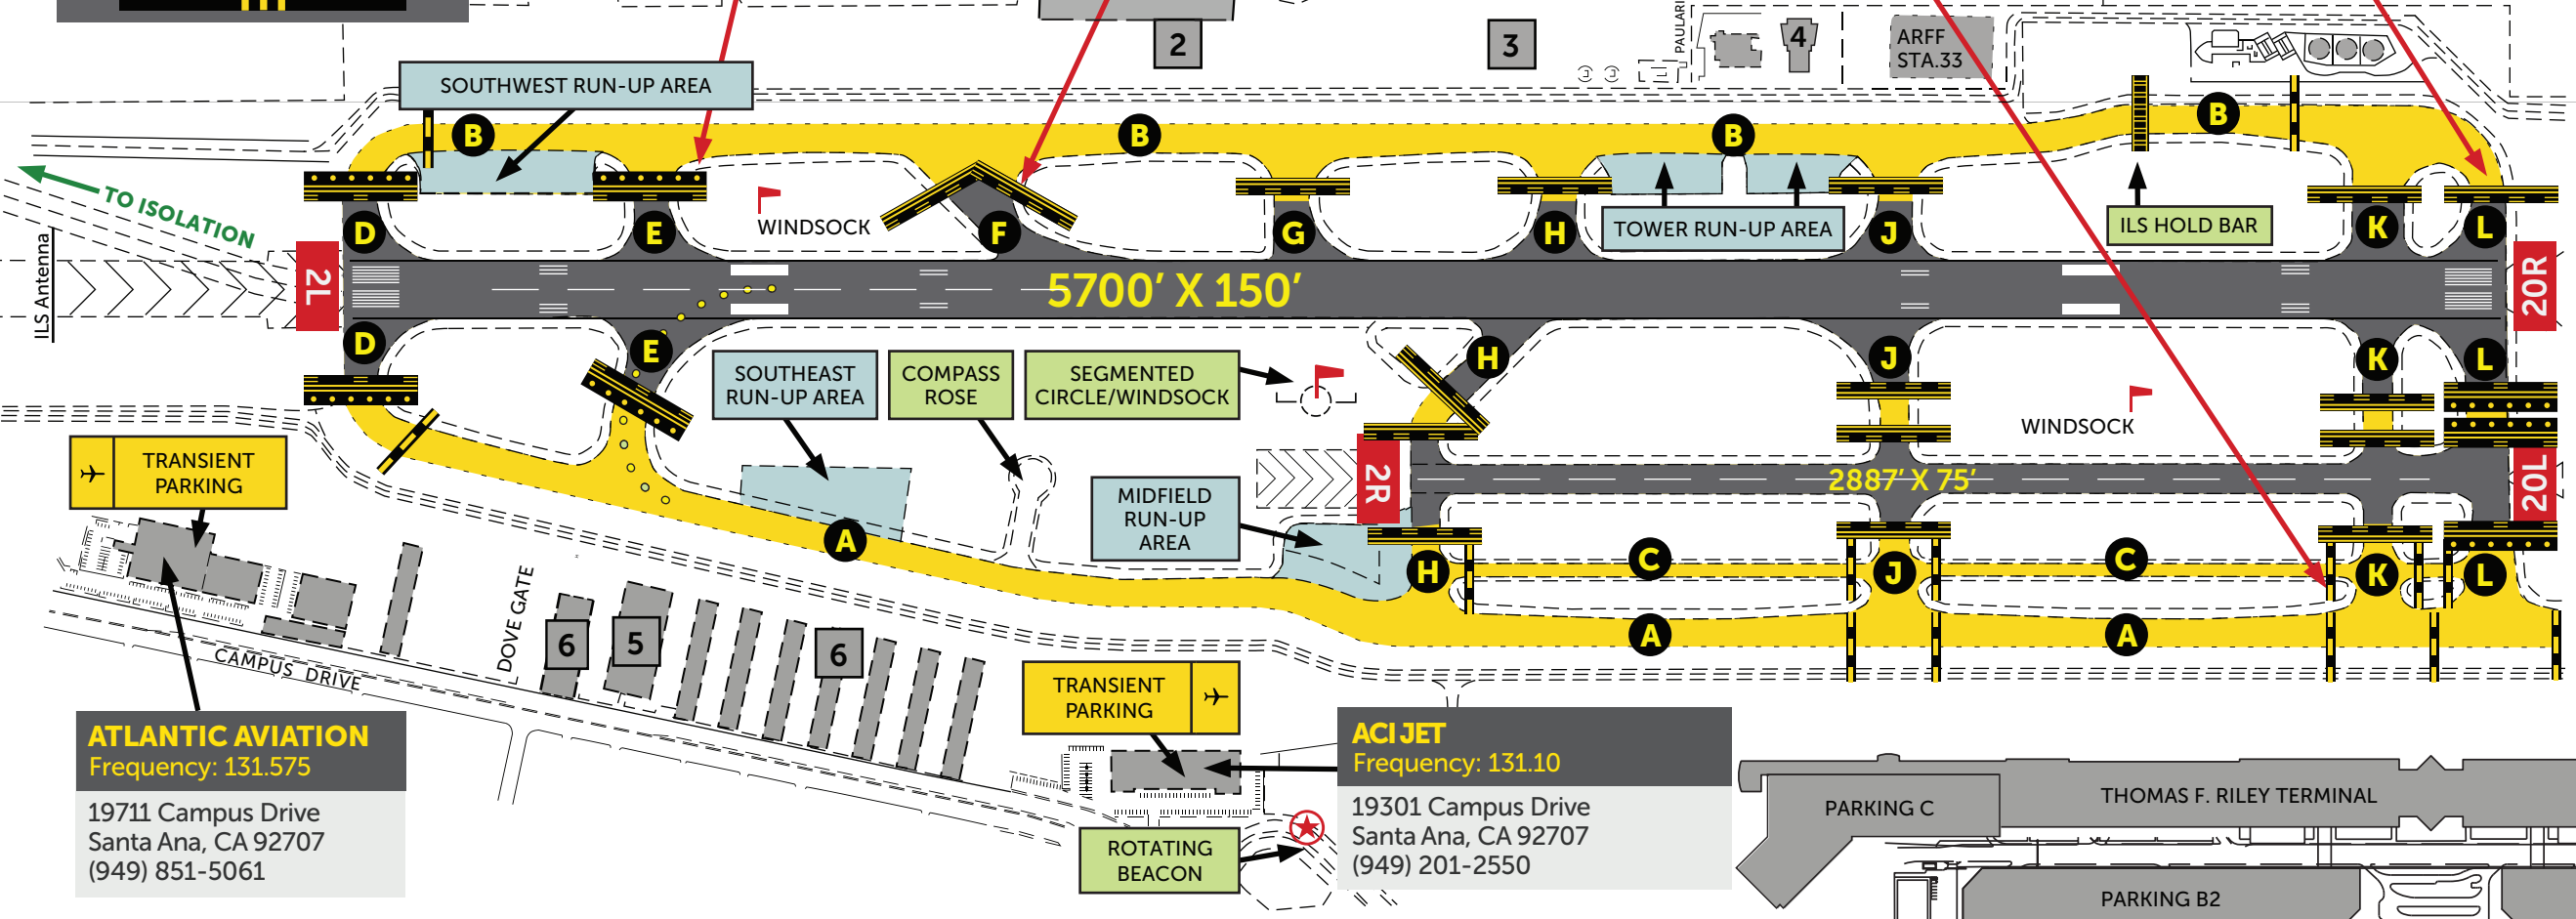 2
3
PAULARI
4
ARFF
STA.33
SOUTHWEST RUN-UP AREA
B
B
B
B
TO ISOLATION
ILS Antenna
WINDSOCK
TOWER RUN-UP AREA
ILS HOLD BAR
D
E
F
G
H
J
K
L
2L
5700' X 150'
20R
D
E
H
J
K
L
SOUTHEAST
RUN-UP AREA
COMPASS
ROSE
SEGMENTED
CIRCLE/WINDSOCK
WINDSOCK
TRANSIENT
PARKING
2R
2887' X 75'
20L
MIDFIELD
RUN-UP
AREA
A
H
C
J
C
K
L
A
A
DOVE GATE
6
5
6
CAMPUS DRIVE
TRANSIENT
PARKING
ATLANTIC AVIATION
Frequency: 131.575
19711 Campus Drive
Santa Ana, CA 92707
(949) 851-5061
ACI JET
Frequency: 131.10
19301 Campus Drive
Santa Ana, CA 92707
(949) 201-2550
ROTATING
BEACON
PARKING C
THOMAS F. RILEY TERMINAL
PARKING B2